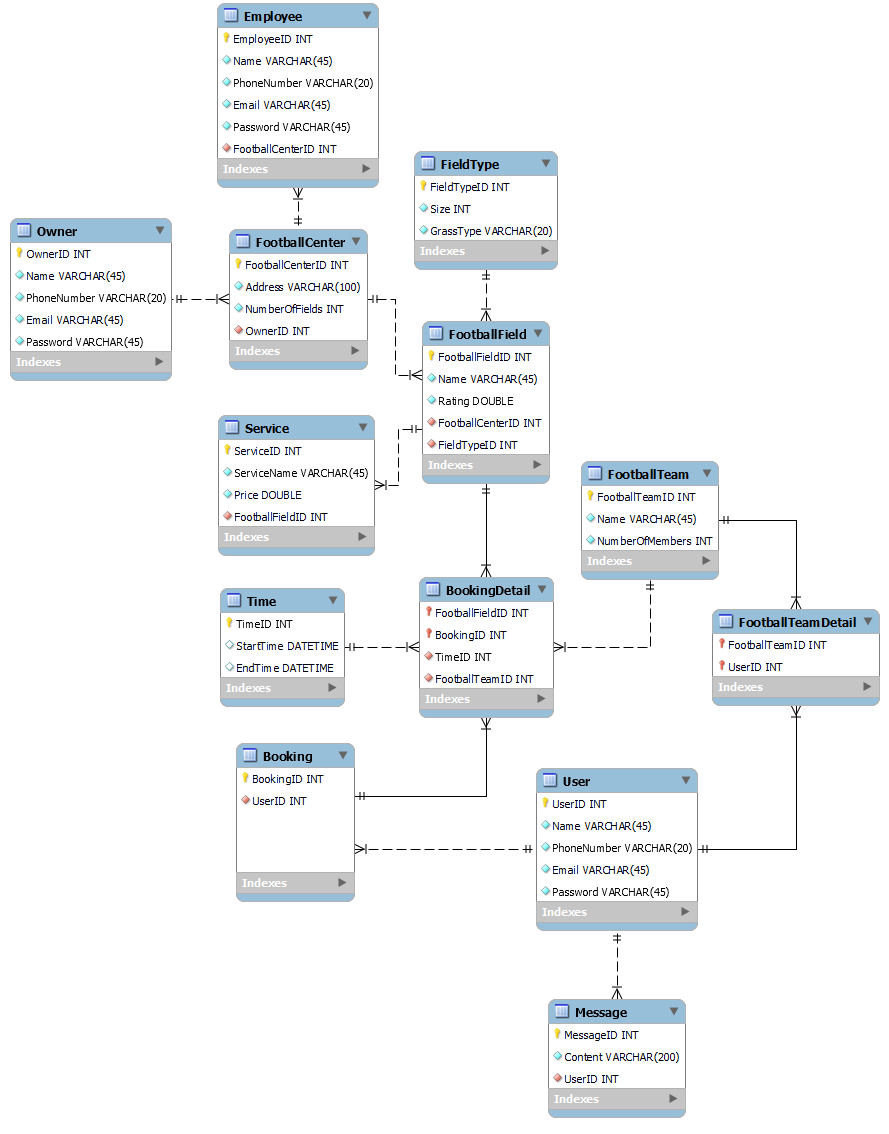 Employee
EmployeeID INT
Name VARCHAR(45)
PhoneNumber VARCHAR(20)
Email VARCHAR(45)
Password VARCHAR(45)
FootballCenterID INT
Indexes
FieldType
FieldTypeID INT
Size INT
GrassType VARCHAR(20)
Indexes
Owner
OwnerID INT
Name VARCHAR(45)
PhoneNumber VARCHAR(20)
Email VARCHAR(45)
Password VARCHAR(45)
Indexes
FootballCenter
FootballCenterID INT
Address VARCHAR(100)
NumberOfFields INT
OwnerID INT
Indexes
FootballField
FootballFieldID INT
Name VARCHAR(45)
Rating DOUBLE
FootballCenterID INT
FieldTypeID INT
Indexes
Service
ServiceID INT
ServiceName VARCHAR(45)
Price DOUBLE
FootballFieldID INT
Indexes
FootballTeam
FootballTeamID INT
Name VARCHAR(45)
NumberOfMembers INT
Indexes
Time
TimeID INT
StartTime DATETIME
EndTime DATETIME
Indexes
BookingDetail
FootballFieldID INT
BookingID INT
TimeID INT
FootballTeamID INT
Indexes
FootballTeamDetail
FootballTeamID INT
UserID INT
Indexes
Booking
BookingID INT
UserID INT
Indexes
User
UserID INT
Name VARCHAR(45)
PhoneNumber VARCHAR(20)
Email VARCHAR(45)
Password VARCHAR(45)
Indexes
Message
MessageID INT
Content VARCHAR(200)
UserID INT
Indexes